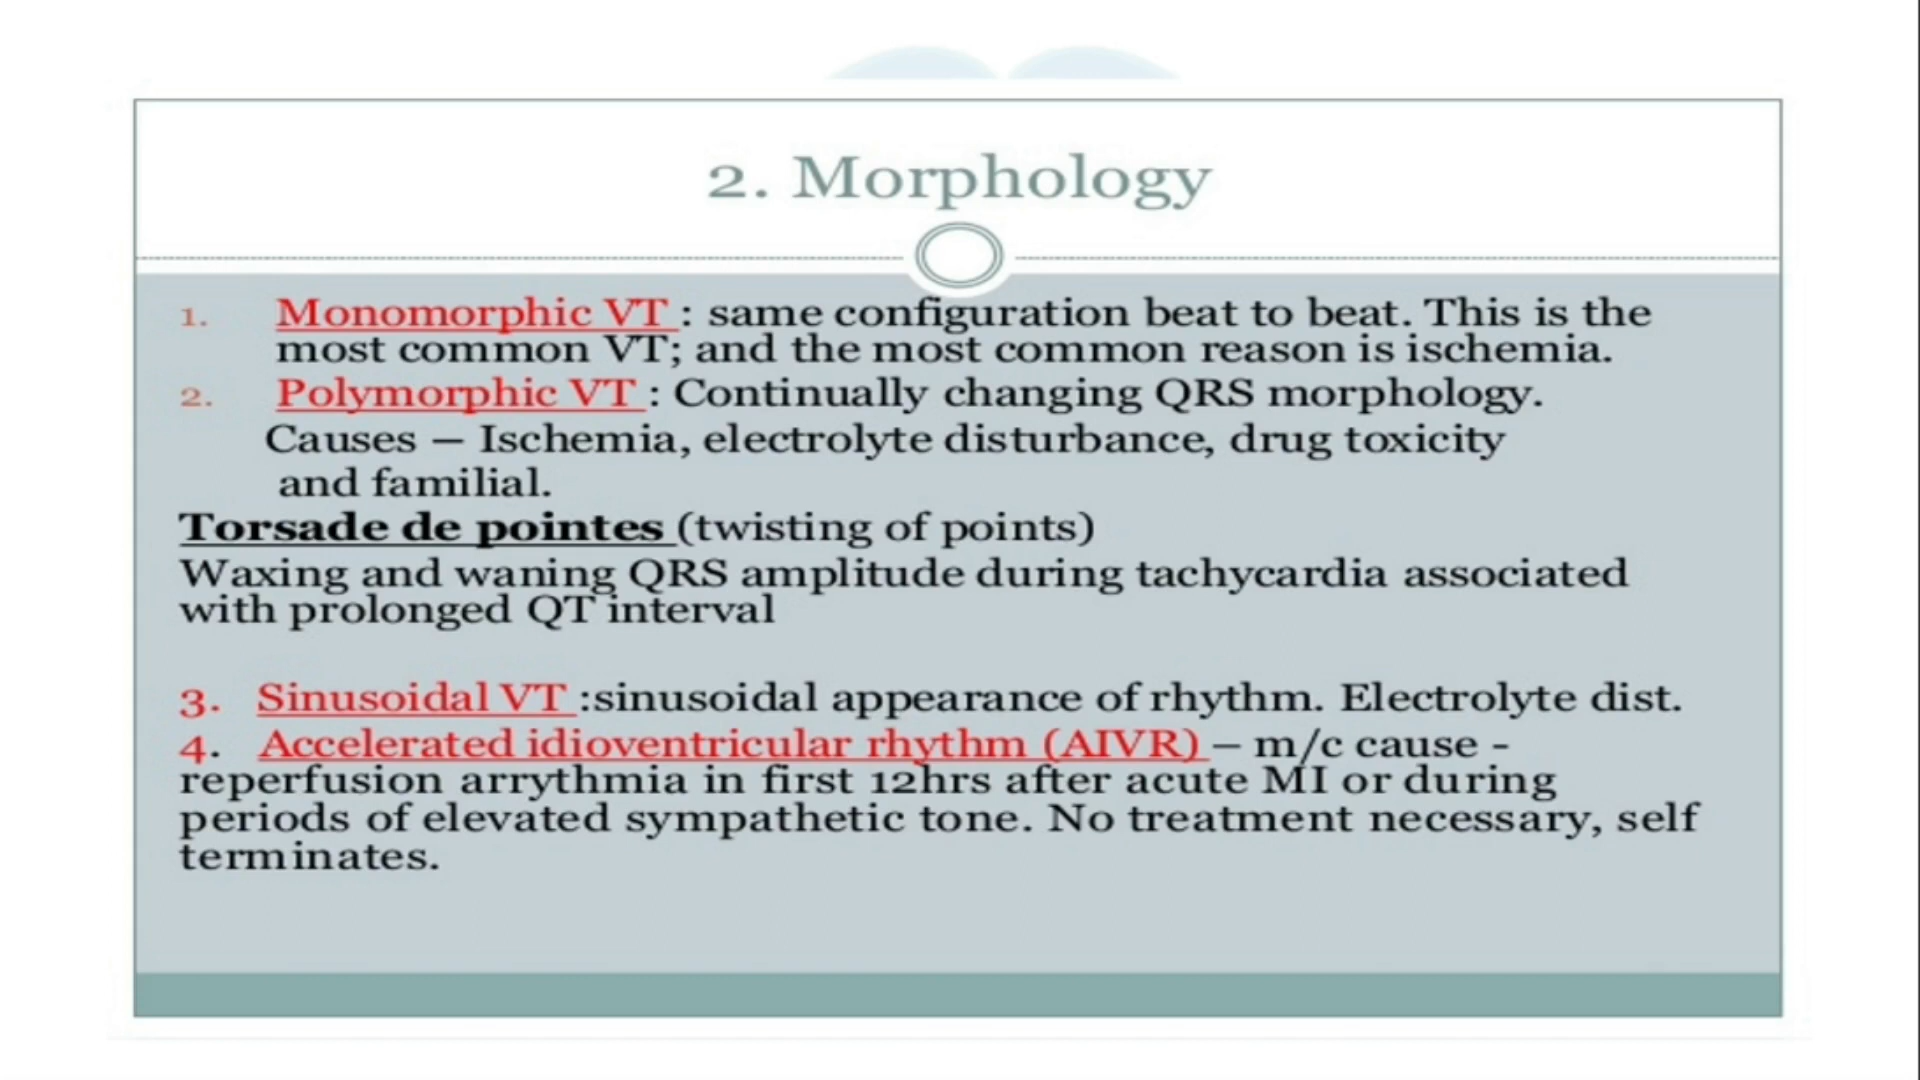 2. Morphology
1. Monomorphic VT : same configuration beat to beat. This is the
most common VT; and the most common reason is ischemia.
2. Polymorphic VT : Continually changing QRS morphology.
Causes – Ischemia, electrolyte disturbance, drug toxicity
and familial.
Torsade de pointes (twisting of points)
Waxing and waning QRS amplitude during tachycardia associated
with prolonged QT interval
3. Sinusoidal VT :sinusoidal appearance of rhythm. Electrolyte dist.
4. Accelerated idioventricular rhythm (AIVR) – m/c cause -
reperfusion arrythmia in first 12hrs after acute MI or during
periods of elevated sympathetic tone. No treatment necessary, self
terminates.